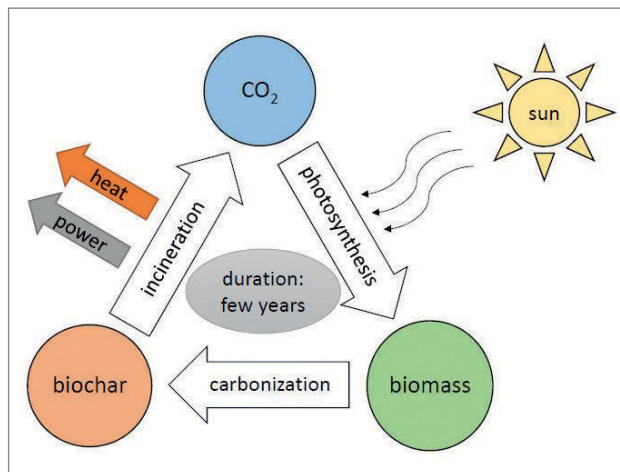 CO₂
sun
heat
power
incineration
photosynthesis
duration:
few years
biochar
carbonization
biomass